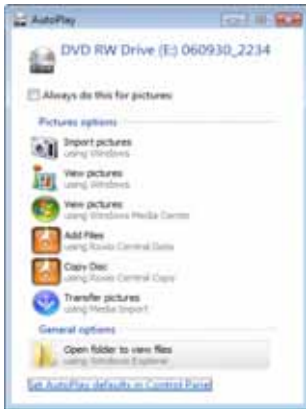 AutoPlay
DVD RW Drive (E:) 060930_2234
Always do this for pictures:
Pictures options
Import pictures
using Windows
View pictures
using Windows
View pictures
using Windows Media Center
Add Files
using Roxio Central Data
Copy Disc
using Roxio Central Copy
Transfer pictures
using Media Import
General options
Open folder to view files
using Windows Explorer
Set AutoPlay defaults in Control Panel